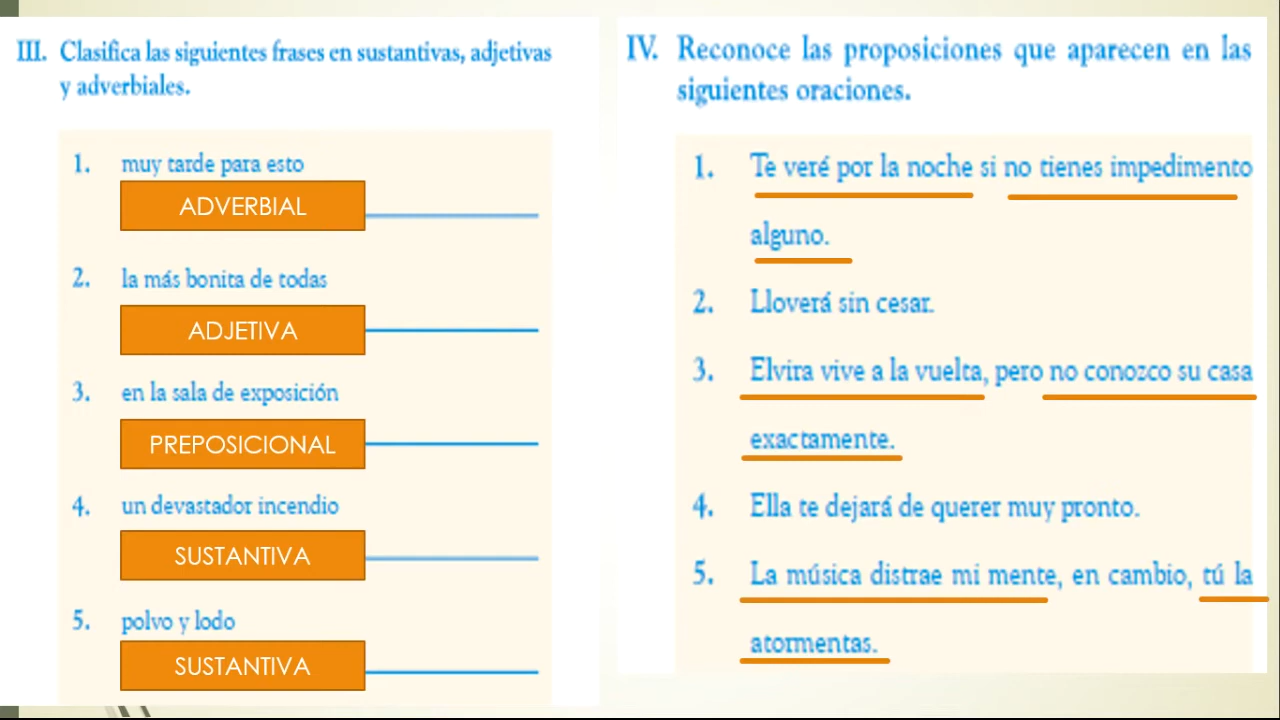 III. Clasifica las siguientes frases en sustantivas, adjetivas
y adverbiales.
1. muy tarde para esto
ADVERBIAL
2. la más bonita de todas
ADJETIVA
3. en la sala de exposición
PREPOSICIONAL
4. un devastador incendio
SUSTANTIVA
5. polvo y lodo
SUSTANTIVA
IV. Reconoce las proposiciones que aparecen en las
siguientes oraciones.
1. Te veré por la noche si no tienes impedimento
alguno.
2. Lloverá sin cesar.
3. Elvira vive a la vuelta, pero no conozco su casa
exactamente.
4. Ella te dejará de querer muy pronto.
5. La música distrae mi mente, en cambio, tú la
atormentas.